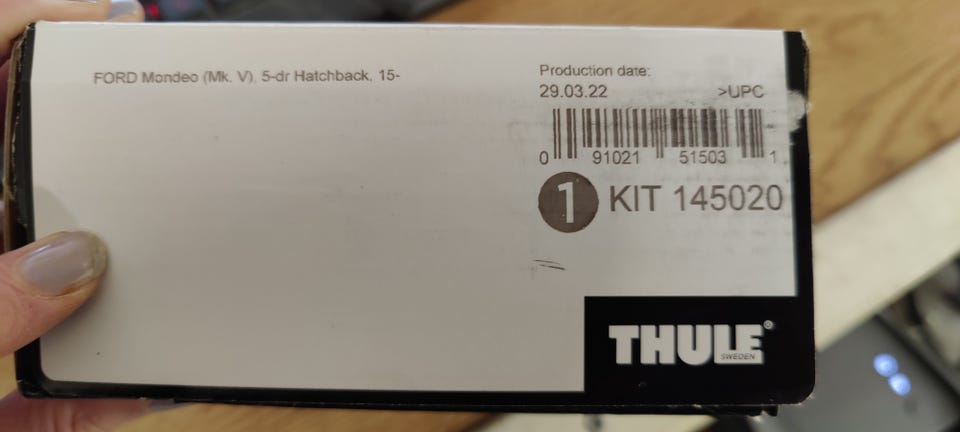 FORD Mondeo (Mk. V), 5-dr Hatchback, 15-
Production date:
29.03.22 >UPC
0 91021 51503 1
1 KIT 145020
THULE®
SWEDEN